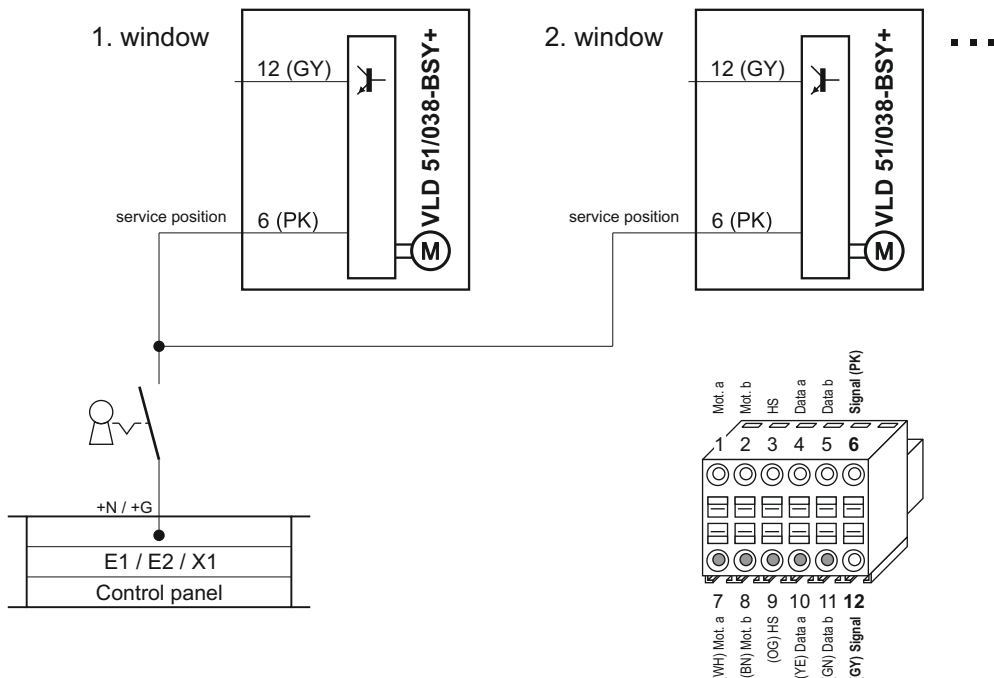 1. window
12 (GY)
VLD 51/038-BSY+
service position
6 (PK)
M
2. window
12 (GY)
VLD 51/038-BSY+
service position
6 (PK)
M
+N / +G
E1 / E2 / X1
Control panel
Mot. a
Mot. b
HS
Data a
Data b
Signal (PK)
1 2 3 4 5 6
7 8 9 10 11 12
(WH) Mot. a
(BN) Mot. b
(OG) HS
(YE) Data a
(GN) Data b
(GY) Signal